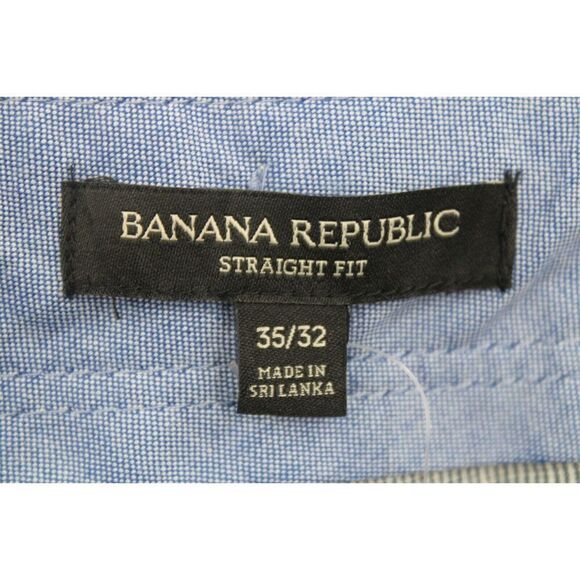 BANANA REPUBLIC
STRAIGHT FIT
35/32
MADE IN
SRI LANKA